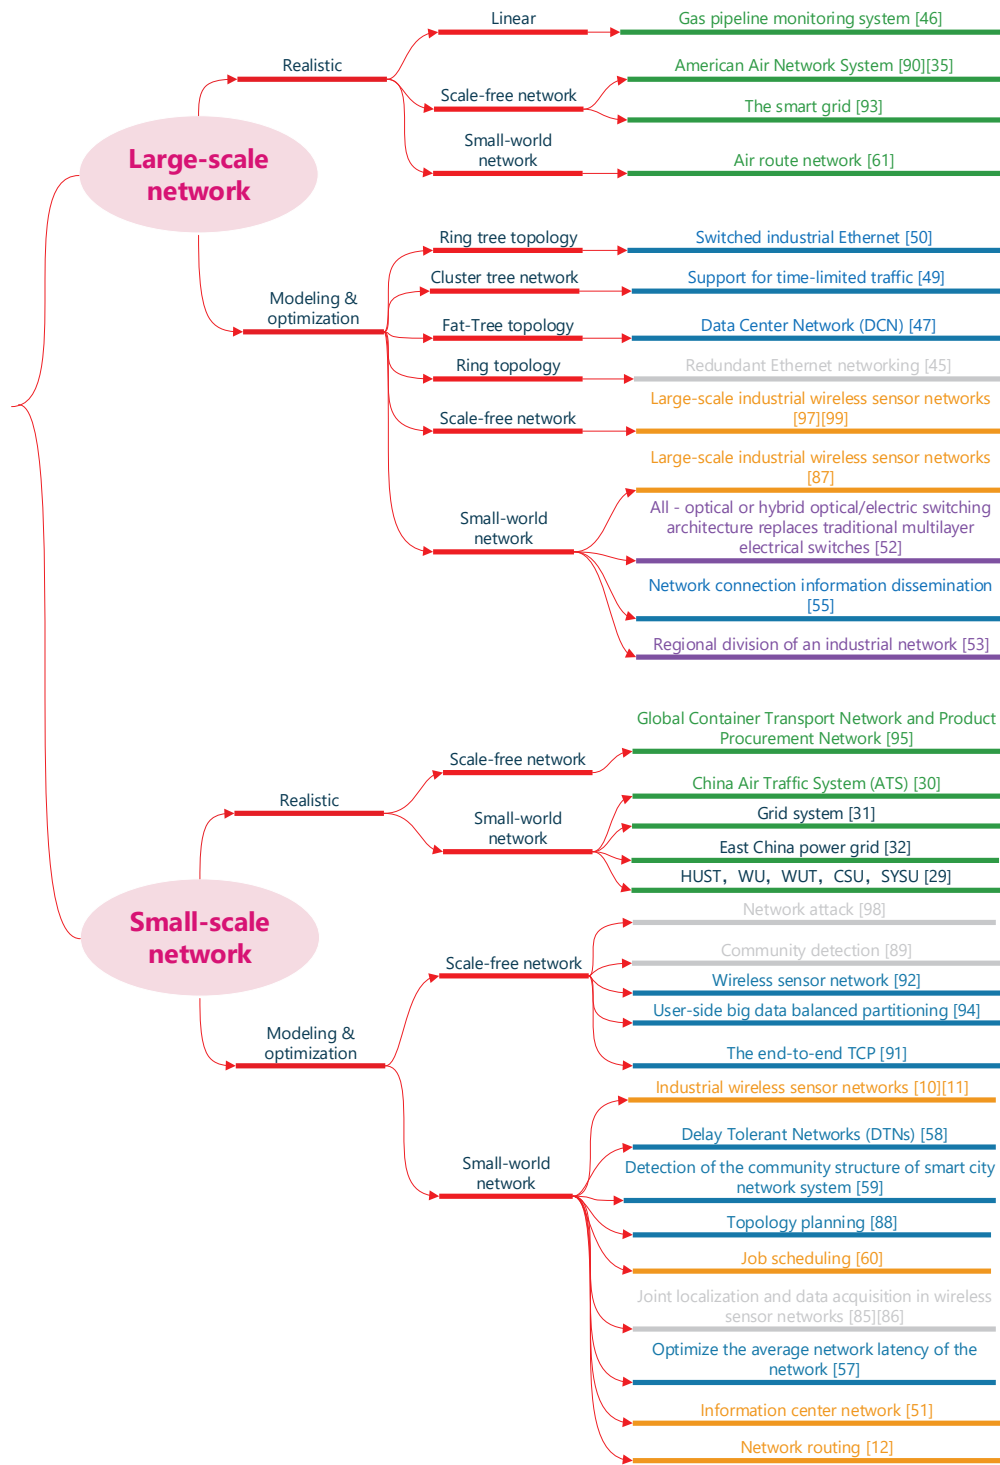 Linear
Gas pipeline monitoring system [46]
Realistic
American Air Network System [90][35]
Scale-free network
The smart grid [93]
Small-world
network
Air route network [61]
Large-scale
network
Ring tree topology
Switched industrial Ethernet [50]
Cluster tree network
Support for time-limited traffic [49]
Modeling &
optimization
Fat-Tree topology
Data Center Network (DCN) [47]
Ring topology
Redundant Ethernet networking [45]
Scale-free network
Large-scale industrial wireless sensor networks
[97][99]
Large-scale industrial wireless sensor networks
[87]
Small-world
network
All - optical or hybrid optical/electric switching
architecture replaces traditional multilayer
electrical switches [52]
Network connection information dissemination
[55]
Regional division of an industrial network [53]
Global Container Transport Network and Product
Procurement Network [95]
Scale-free network
Realistic
China Air Traffic System (ATS) [30]
Small-world
network
Grid system [31]
East China power grid [32]
HUST，WU，WUT，CSU，SYSU [29]
Small-scale
network
Network attack [98]
Scale-free network
Community detection [89]
Wireless sensor network [92]
User-side big data balanced partitioning [94]
Modeling &
optimization
The end-to-end TCP [91]
Industrial wireless sensor networks [10][11]
Delay Tolerant Networks (DTNs) [58]
Small-world
network
Detection of the community structure of smart city
network system [59]
Topology planning [88]
Job scheduling [60]
Joint localization and data acquisition in wireless
sensor networks [85][86]
Optimize the average network latency of the
network [57]
Information center network [51]
Network routing [12]